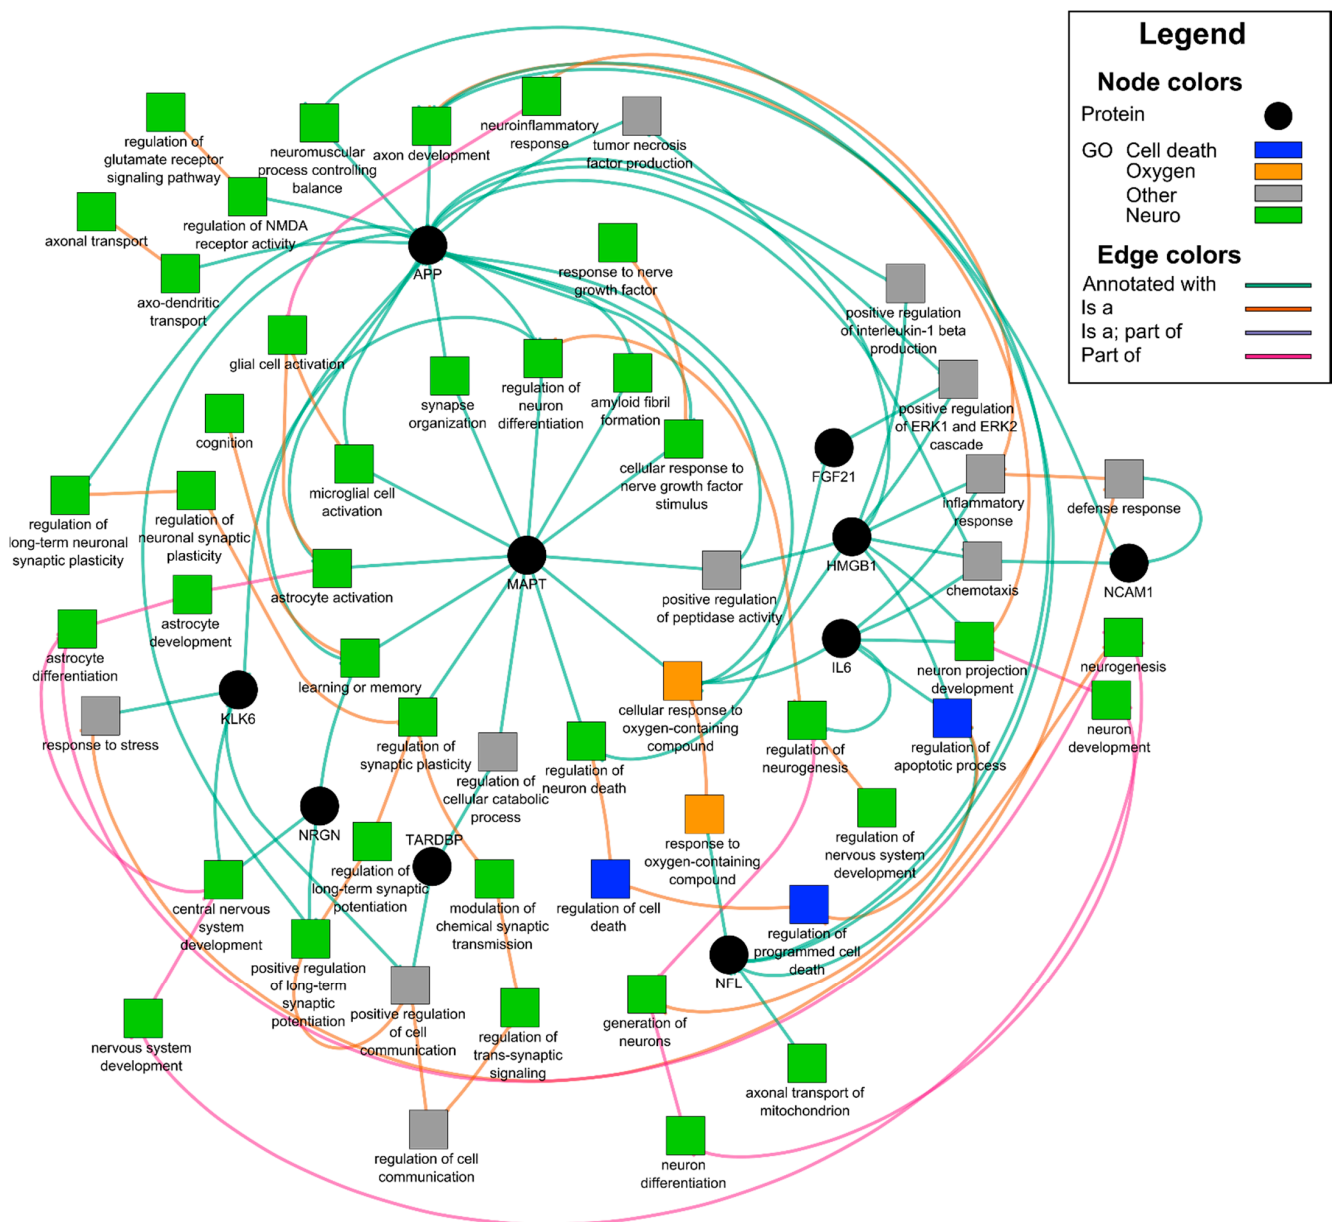 Legend
Node colors
Protein
GO Cell death
Oxygen
Other
Neuro
Edge colors
Annotated with
Is a
Is a; part of
Part of
regulation of
glutamate receptor
signaling pathway
neuromuscular
process controlling
balance
axon development
neuroinflammatory
response
tumor necrosis
factor production
axonal transport
regulation of NMDA
receptor activity
axo-dendritic
transport
APP
response to nerve
growth factor
positive regulation
of interleukin-1 beta
production
glial cell activation
synapse
organization
regulation of
neuron
differentiation
amyloid fibril
formation
positive regulation
of ERK1 and ERK2
cascade
cognition
microglial cell
activation
cellular response to
nerve growth factor
stimulus
FGF21
inflammatory
response
defense response
regulation of
long-term neuronal
synaptic plasticity
regulation of
neuronal synaptic
plasticity
astrocyte activation
MAPT
positive regulation
of peptidase activity
HMGB1
chemotaxis
NCAM1
astrocyte
development
astrocyte
differentiation
learning or memory
IL6
neuron projection
development
neurogenesis
KLK6
response to stress
regulation of
synaptic plasticity
regulation of
cellular catabolic
process
regulation of
neuron death
cellular response to
oxygen-containing
compound
regulation of
neurogenesis
regulation of
apoptotic process
neuron
development
NRGN
TARDBP
regulation of
long-term synaptic
potentiation
response to
oxygen-containing
compound
regulation of
nervous system
development
central nervous
system
development
modulation of
chemical synaptic
transmission
regulation of cell
death
regulation of
programmed cell
death
positive regulation
of long-term
synaptic
potentiation
positive regulation
of cell
communication
NFL
nervous system
development
regulation of
trans-synaptic
signaling
generation of
neurons
axonal transport of
mitochondrion
regulation of cell
communication
neuron
differentiation